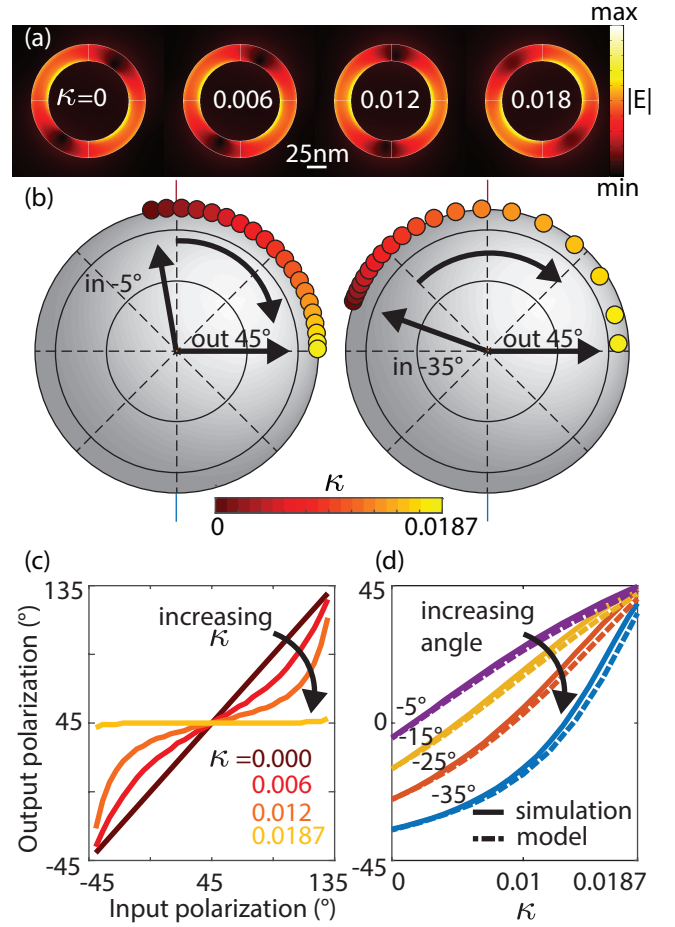 (a)
max
κ=0
0.006
0.012
0.018
|E|
25nm
min
(b)
in -5°
out 45°
in -35°
out 45°
κ
0
0.0187
(c)
(d)
135
45
-45
Output polarization (°)
increasing
κ
κ=0.000
0.006
0.012
0.0187
-45
45
135
Input polarization (°)
45
0
-45
increasing
angle
-5°
-15°
-25°
-35°
simulation
model
0
0.01
0.0187
κ